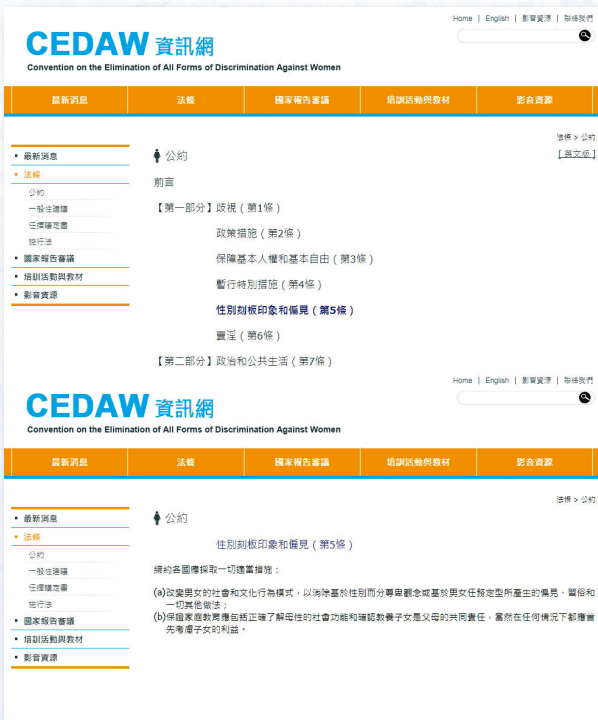 Home | English | 影音資源 | 聯絡我們
CEDAW 資訊網
Convention on the Elimination of All Forms of Discrimination Against Women
最新消息 法條 國家報告審議 培訓活動與教材 影音資源
法條 > 公約
最新消息
公約
[ 英文版 ]
法條
前言
公約
【第一部分】歧視 ( 第1條 )
一般性建議
政策措施 ( 第2條 )
任擇議定書
施行法
保障基本人權和基本自由 ( 第3條 )
國家報告審議
培訓活動與教材
暫行特別措施 ( 第4條 )
影音資源
性別刻板印象和偏見 ( 第5條 )
賣淫 ( 第6條 )
【第二部分】政治和公共生活 ( 第7條 )
Home | English | 影音資源 | 聯絡我們
CEDAW 資訊網
Convention on the Elimination of All Forms of Discrimination Against Women
最新消息 法條 國家報告審議 培訓活動與教材 影音資源
法條 > 公約
最新消息
法條
公約
一般性建議
任擇議定書
施行法
國家報告審議
培訓活動與教材
影音資源
公約
性別刻板印象和偏見 ( 第5條 )
締約各國應採取一切適當措施：
(a)改變男女的社會和文化行為模式，以消除基於性別而分尊卑觀念或基於男女任務定型所產生的偏見、習俗和
一切其他做法；
(b)保證家庭教育應包括正確了解母性的社會功能和確認教養子女是父母的共同責任，當然在任何情況下都應首
先考慮子女的利益。